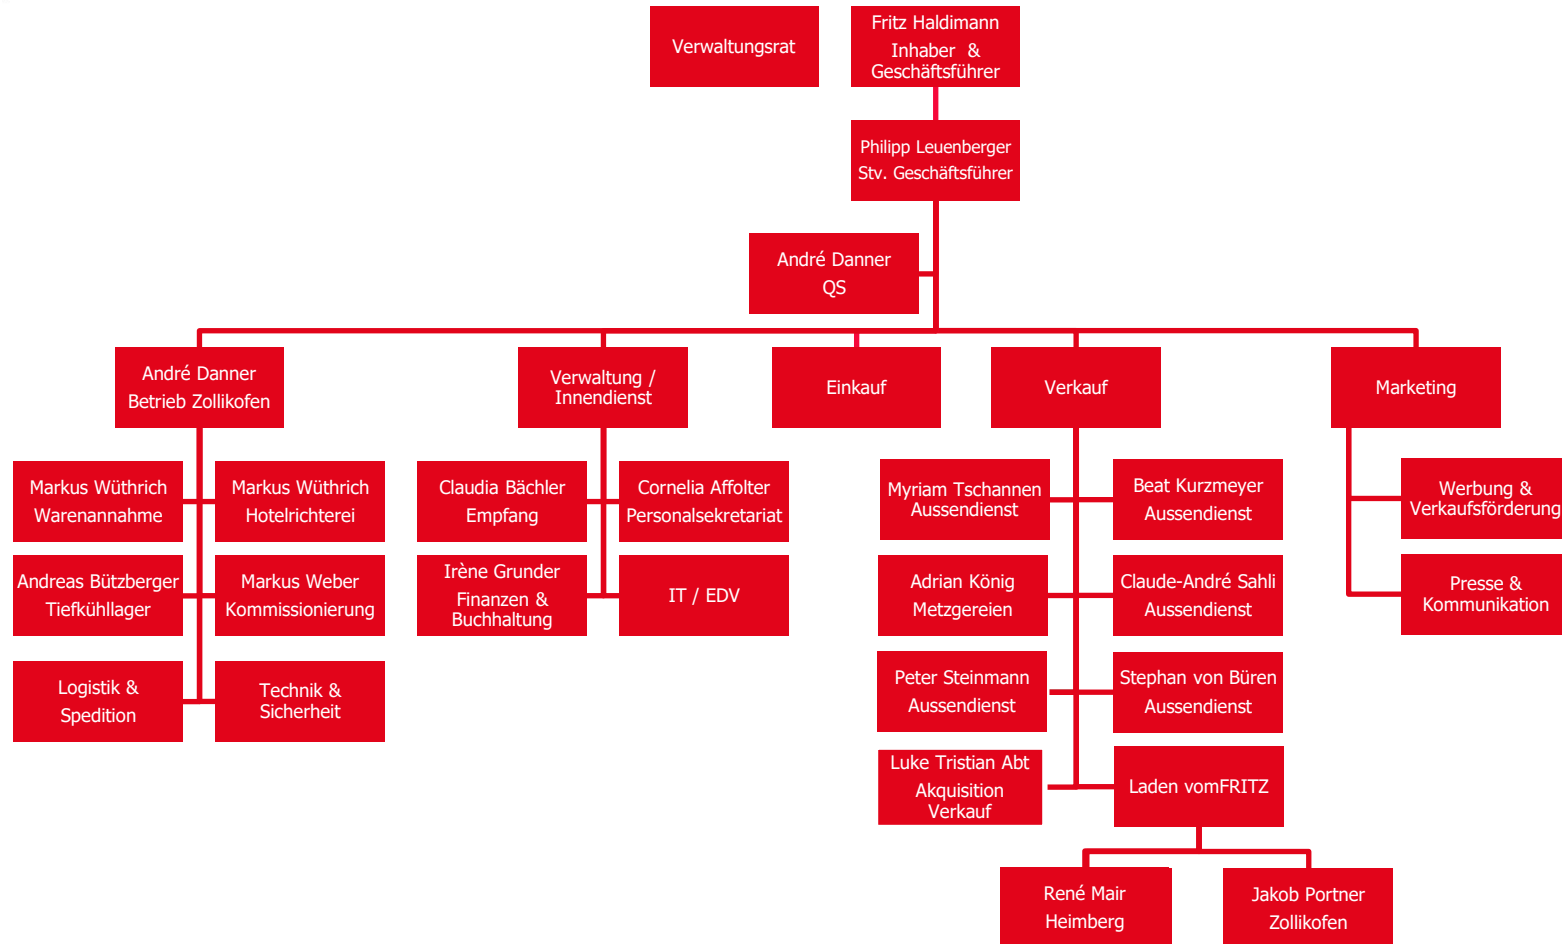 Verwaltungsrat
Fritz Haldimann
Inhaber &
Geschäftsführer
Philipp Leuenberger
Stv. Geschäftsführer
André Danner
QS
André Danner
Betrieb Zollikofen
Verwaltung /
Innendienst
Einkauf
Verkauf
Marketing
Markus Wüthrich
Warenannahme
Markus Wüthrich
Hotelrichterei
Claudia Bächler
Empfang
Cornelia Affolter
Personalsekretariat
Myriam Tschannen
Aussendienst
Beat Kurzmeyer
Aussendienst
Werbung &
Verkaufsförderung
Andreas Bützberger
Tiefkühllager
Markus Weber
Kommissionierung
Irène Grunder
Finanzen &
Buchhaltung
IT / EDV
Adrian König
Metzgereien
Claude-André Sahli
Aussendienst
Presse &
Kommunikation
Logistik &
Spedition
Technik &
Sicherheit
Peter Steinmann
Aussendienst
Stephan von Büren
Aussendienst
Luke Tristian Abt
Akquisition
Verkauf
Laden vomFRITZ
René Mair
Heimberg
Jakob Portner
Zollikofen